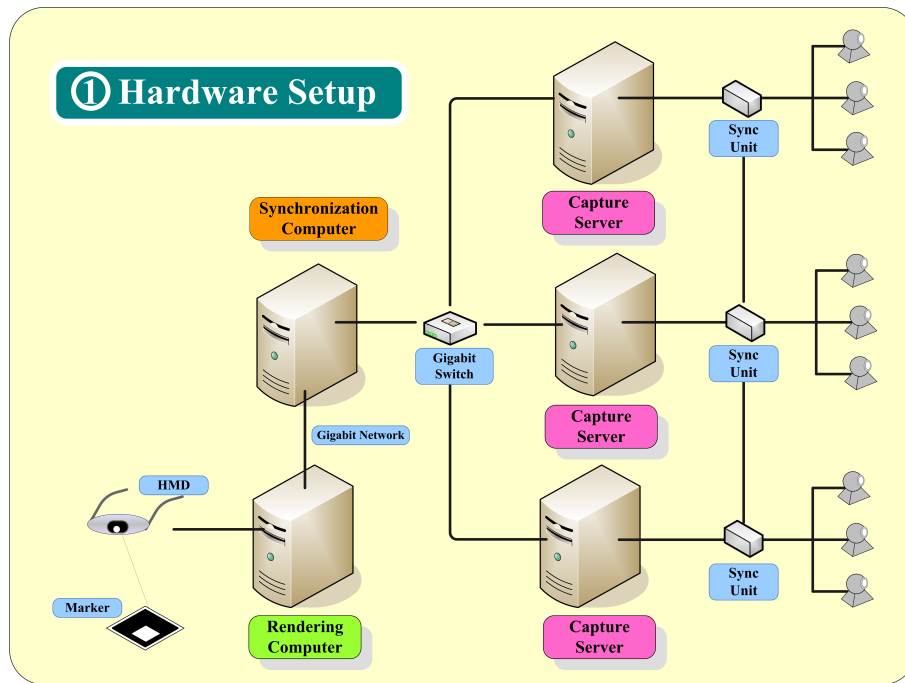 ① Hardware Setup
Sync
Unit
Capture
Server
Synchronization
Computer
Gigabit
Switch
Sync
Unit
Capture
Server
Gigabit Network
HMD
Marker
Rendering
Computer
Capture
Server
Sync
Unit